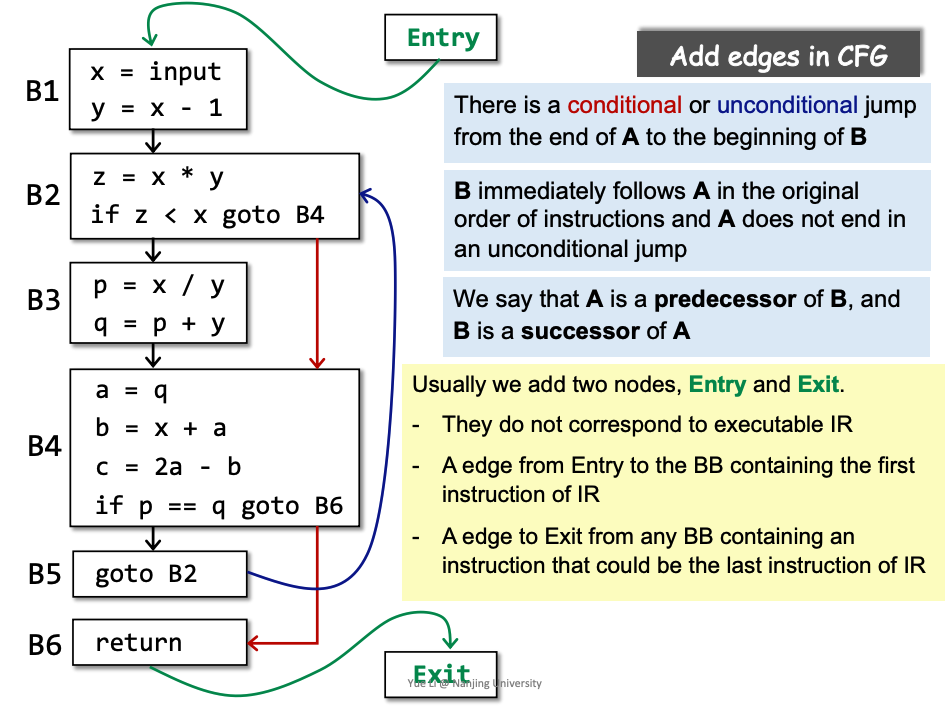 Entry
Add edges in CFG
B1
x = input
y = x - 1
B2
z = x * y
if z < x goto B4
B3
p = x / y
q = p + y
B4
a = q
b = x + a
c = 2a - b
if p == q goto B6
B5
goto B2
B6
return
Exit
There is a conditional or unconditional jump
from the end of A to the beginning of B
B immediately follows A in the original
order of instructions and A does not end in
an unconditional jump
We say that A is a predecessor of B, and
B is a successor of A
Usually we add two nodes, Entry and Exit.
- They do not correspond to executable IR
- A edge from Entry to the BB containing the first
instruction of IR
- A edge to Exit from any BB containing an
instruction that could be the last instruction of IR
Yue Li @ Nanjing University